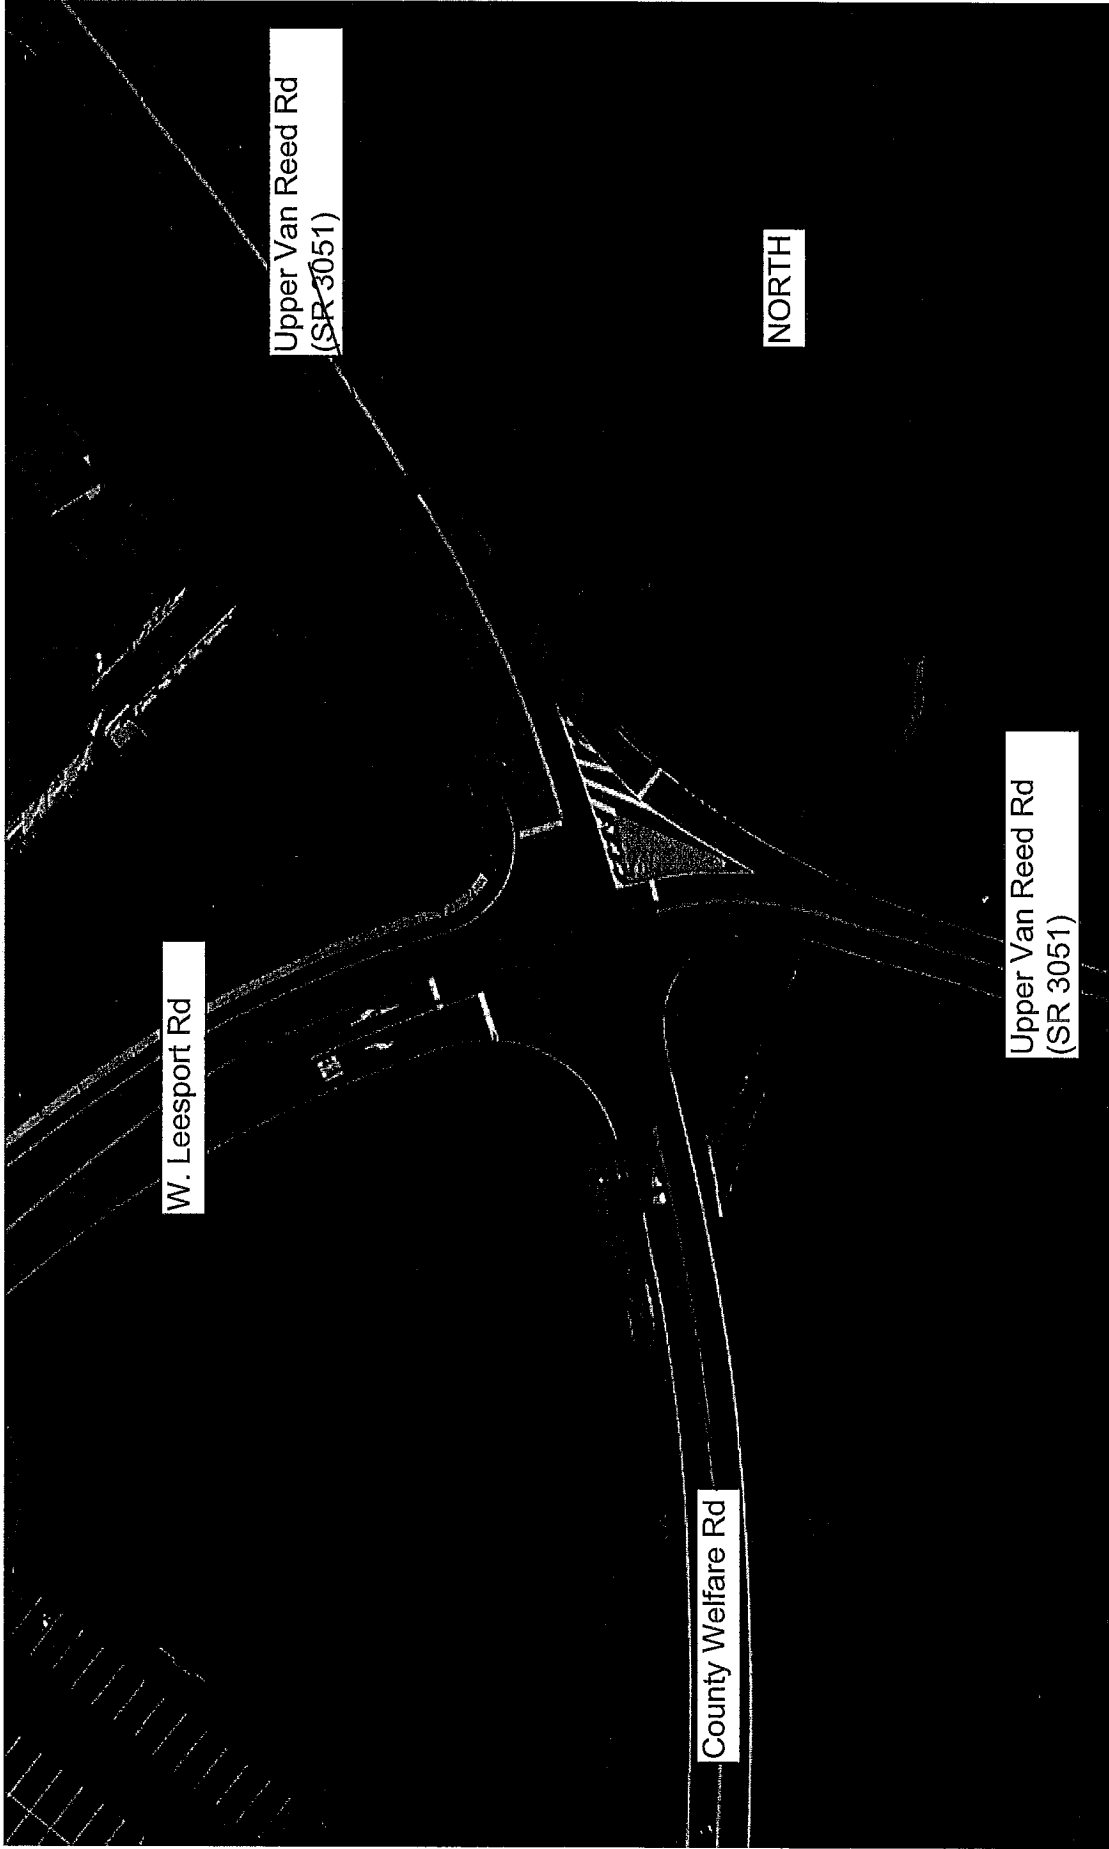 Upper Van Reed Rd
(SR 3051)
NORTH
W. Leesport Rd
Upper Van Reed Rd
(SR 3051)
County Welfare Rd